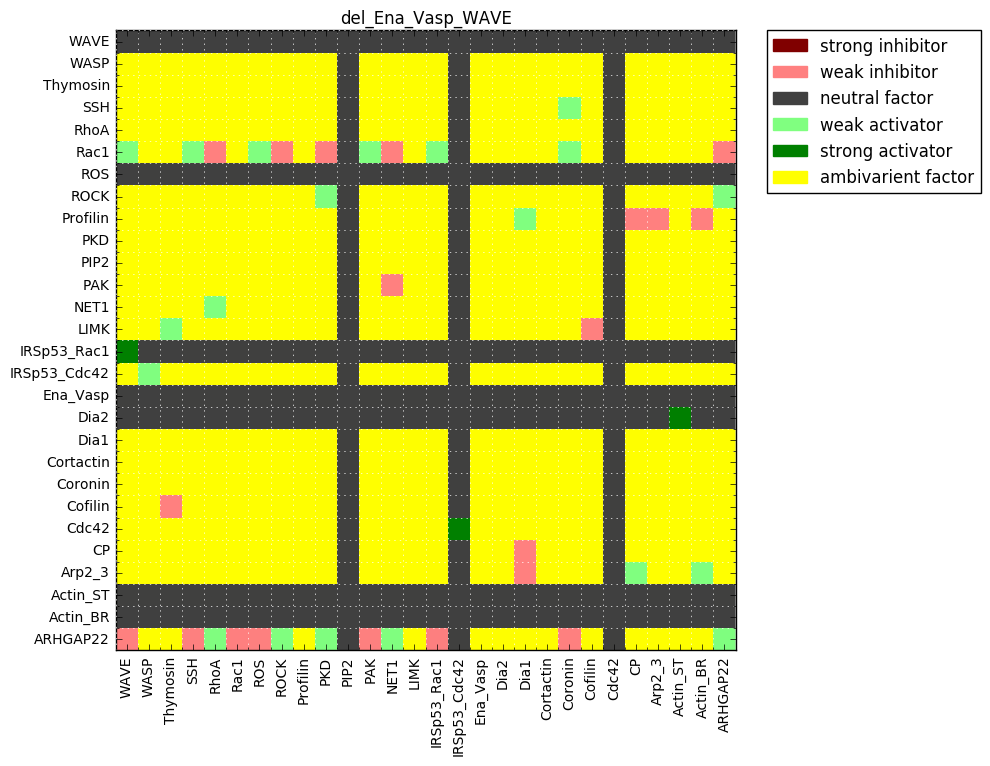 del_Ena_Vasp_WAVE
strong inhibitor
weak inhibitor
neutral factor
weak activator
strong activator
ambivarient factor
WAVE
WASP
Thymosin
SSH
RhoA
Rac1
ROS
ROCK
Profilin
PKD
PIP2
PAK
NET1
LIMK
IRSp53_Rac1
IRSp53_Cdc42
Ena_Vasp
Dia2
Dia1
Cortactin
Coronin
Cofilin
Cdc42
CP
Arp2_3
Actin_ST
Actin_BR
ARHGAP22
WAVE
WASP
Thymosin
SSH
RhoA
Rac1
ROS
ROCK
Profilin
PKD
PIP2
PAK
NET1
LIMK
IRSp53_Rac1
IRSp53_Cdc42
Ena_Vasp
Dia2
Dia1
Cortactin
Coronin
Cofilin
Cdc42
CP
Arp2_3
Actin_ST
Actin_BR
ARHGAP22